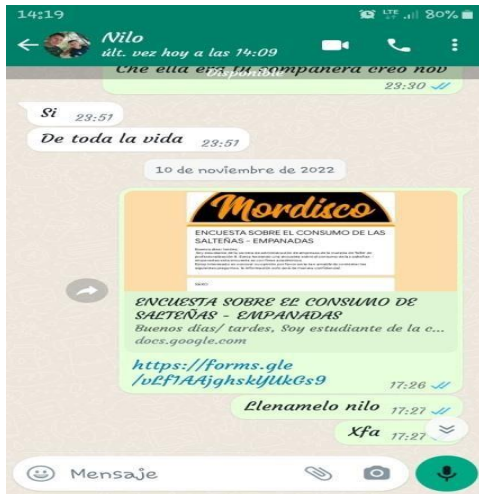 14:19
LTE
80%
Nilo
últ. vez hoy a las 14:09
Disponible
Che ella era tu compañera creo nov
23:30
Si 23:51
De toda la vida 23:51
10 de noviembre de 2022
Mordisco
ENCUESTA SOBRE EL CONSUMO DE LAS
SALTEÑAS - EMPANADAS
ENCUESTA SOBRE EL CONSUMO DE
SALTEÑAS - EMPANADAS
Buenos días/ tardes, Soy estudiante de la c...
docs.google.com
https://forms.gle
/vLf1AAjghskYUkGs9 17:26
Llenamelo nilo 17:27
Xfa 17:27
Mensaje